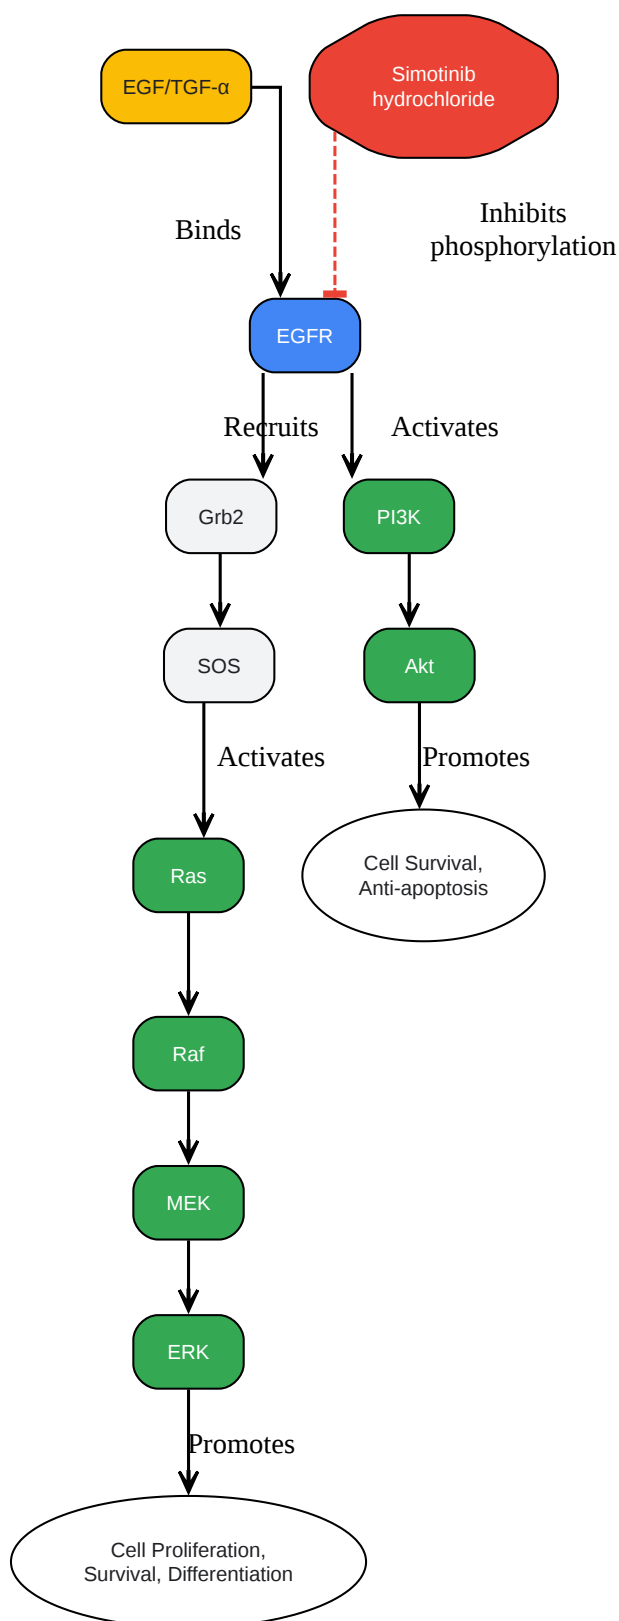 EGF/TGF-α
Simotinib
hydrochloride
Binds
Inhibits
phosphorylation
EGFR
Recruits
Activates
Grb2
PI3K
SOS
Akt
Activates
Promotes
Ras
Cell Survival,
Anti-apoptosis
Raf
MEK
ERK
Promotes
Cell Proliferation,
Survival, Differentiation